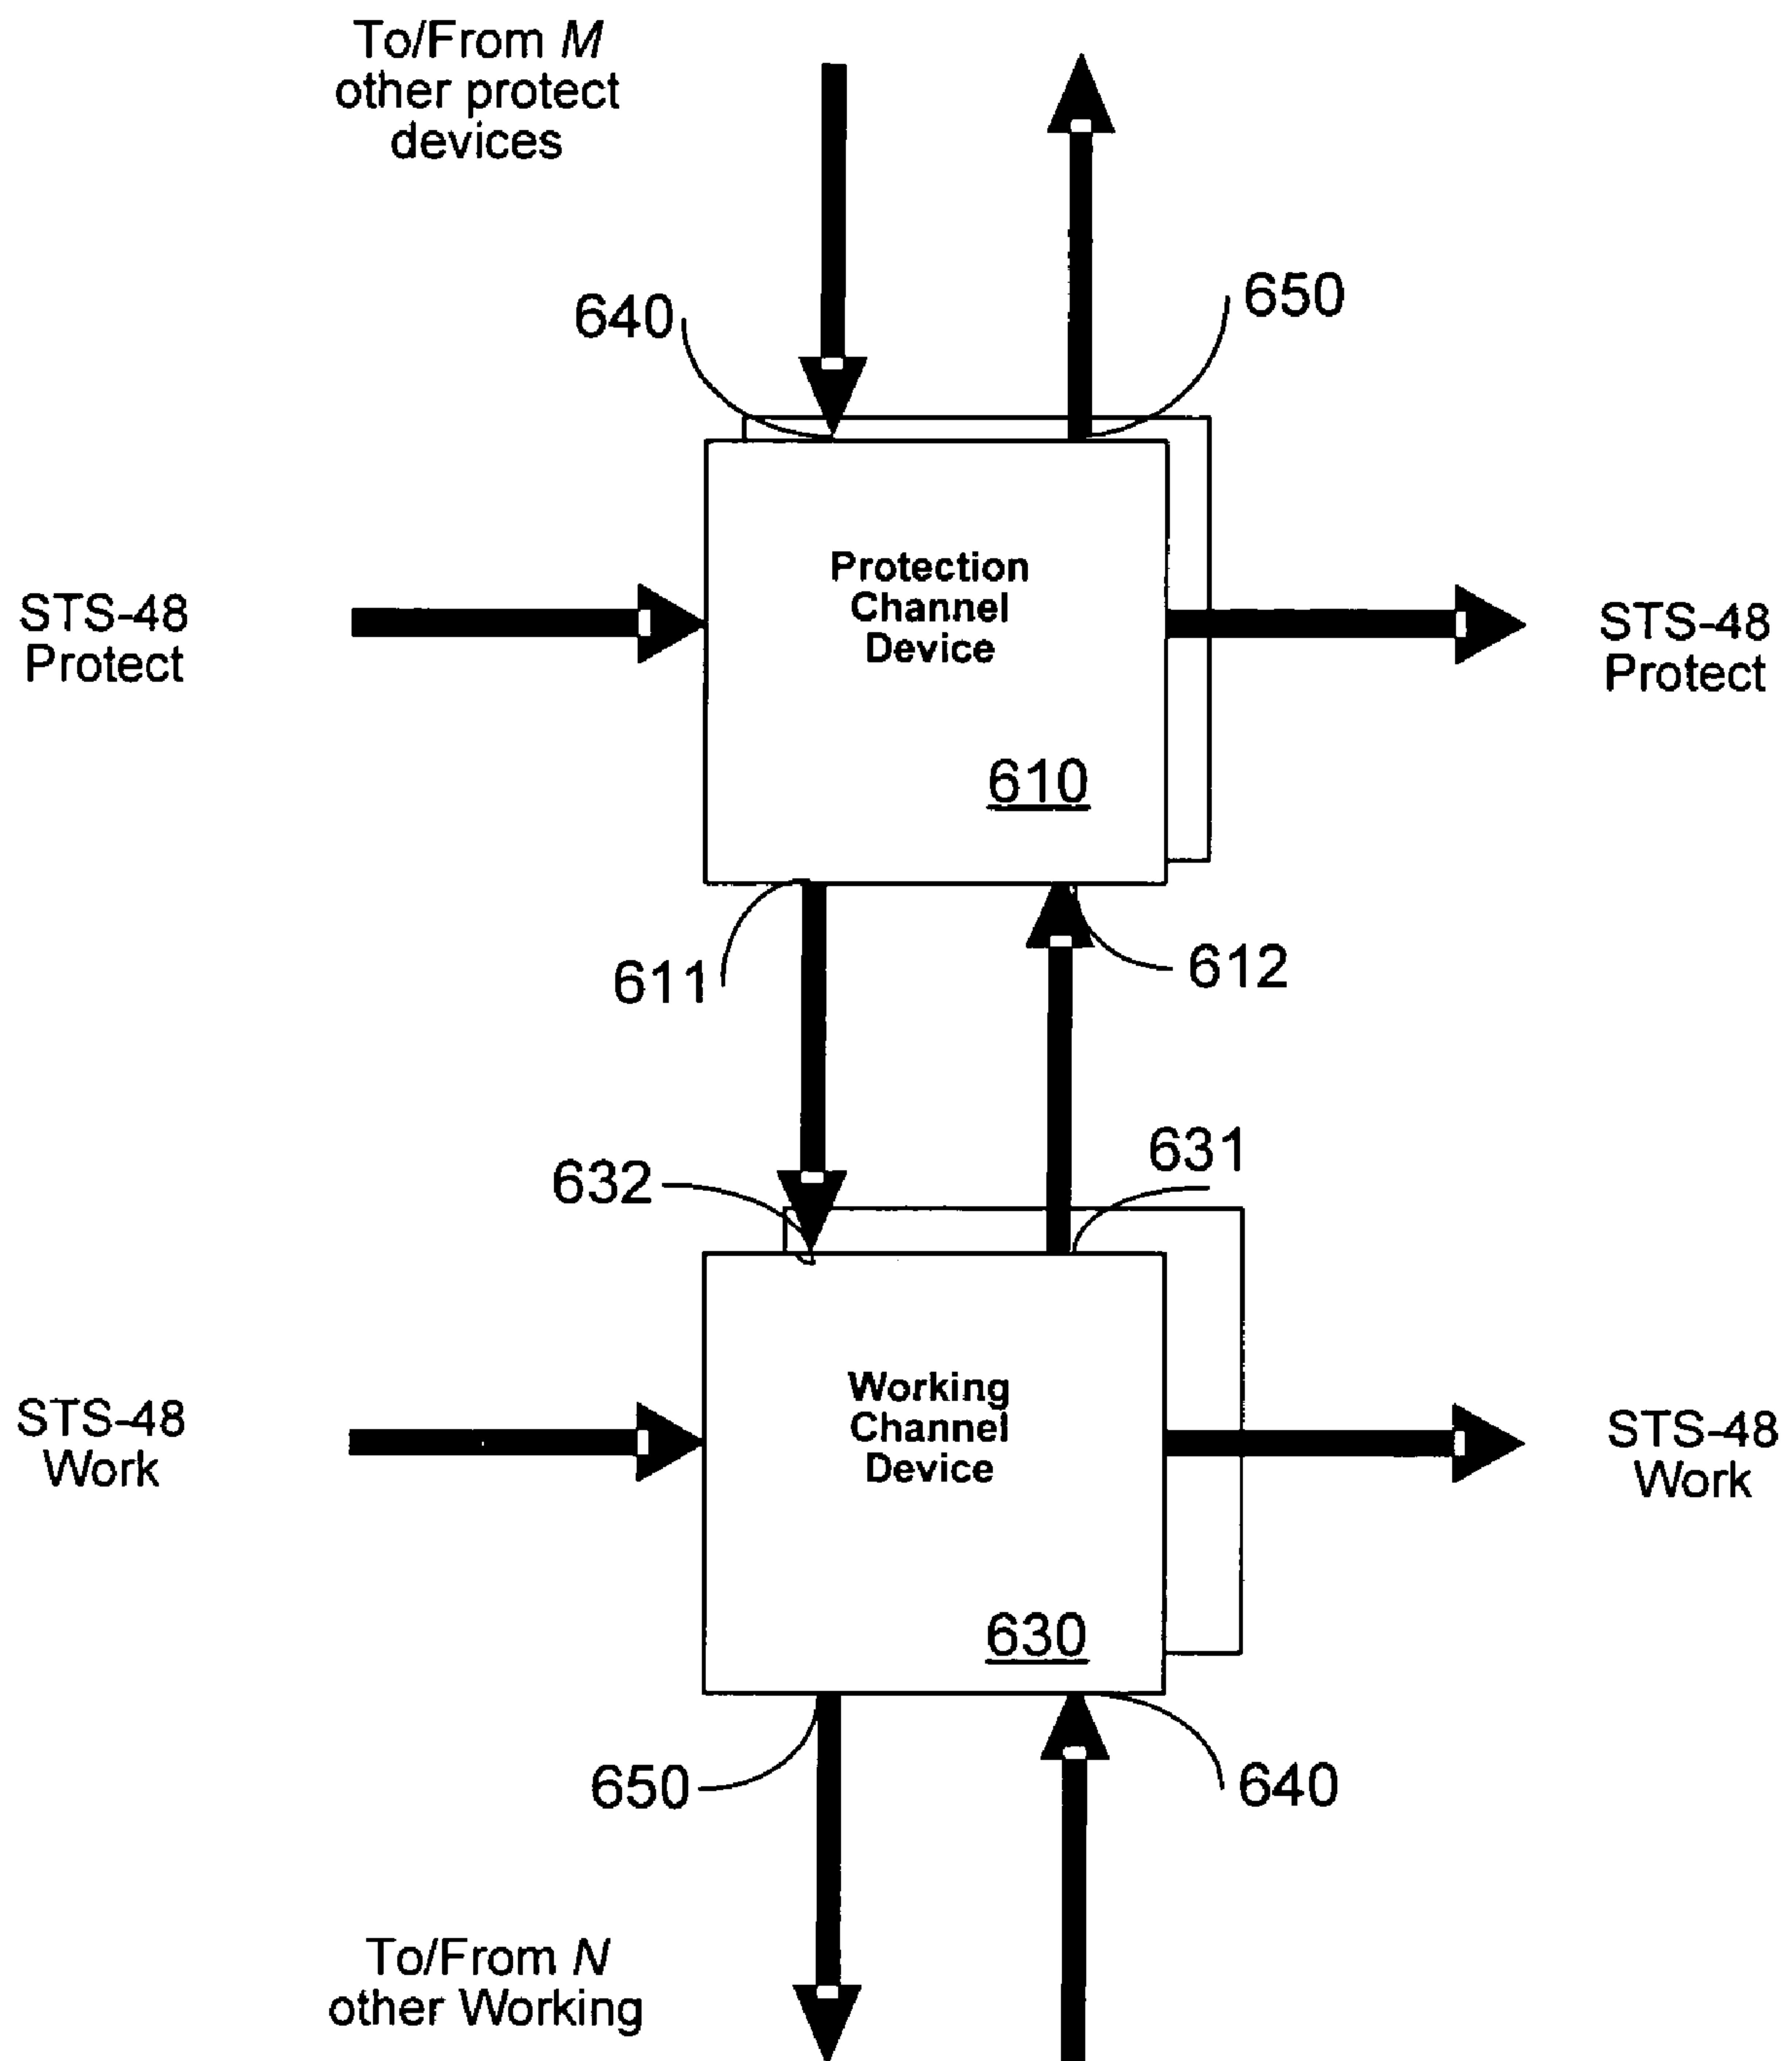 To/From M
other protect
devices
640
650
STS-48
Protect
Protection
Channel
Device
STS-48
Protect
610
611
612
632
631
STS-48
Work
Working
Channel
Device
STS-48
Work
630
650
640
To/From N
other Working